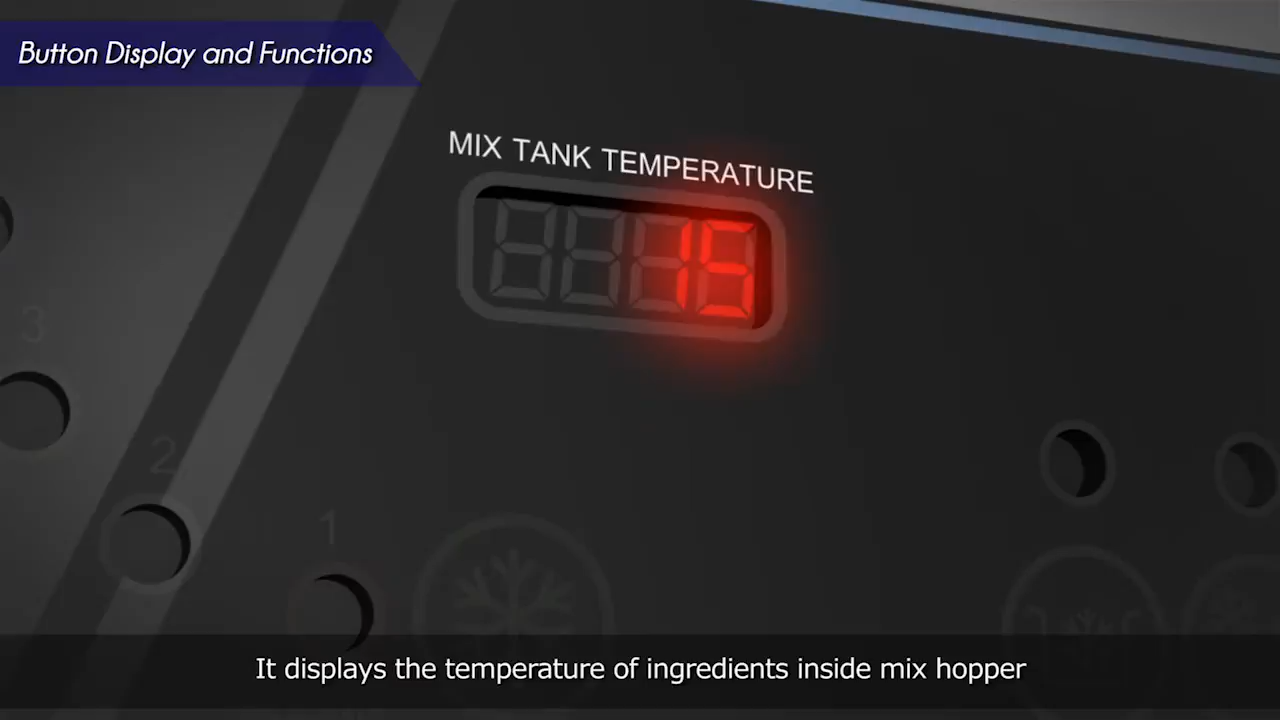 Button Display and Functions
MIX TANK TEMPERATURE
15
3
2
1
It displays the temperature of ingredients inside mix hopper